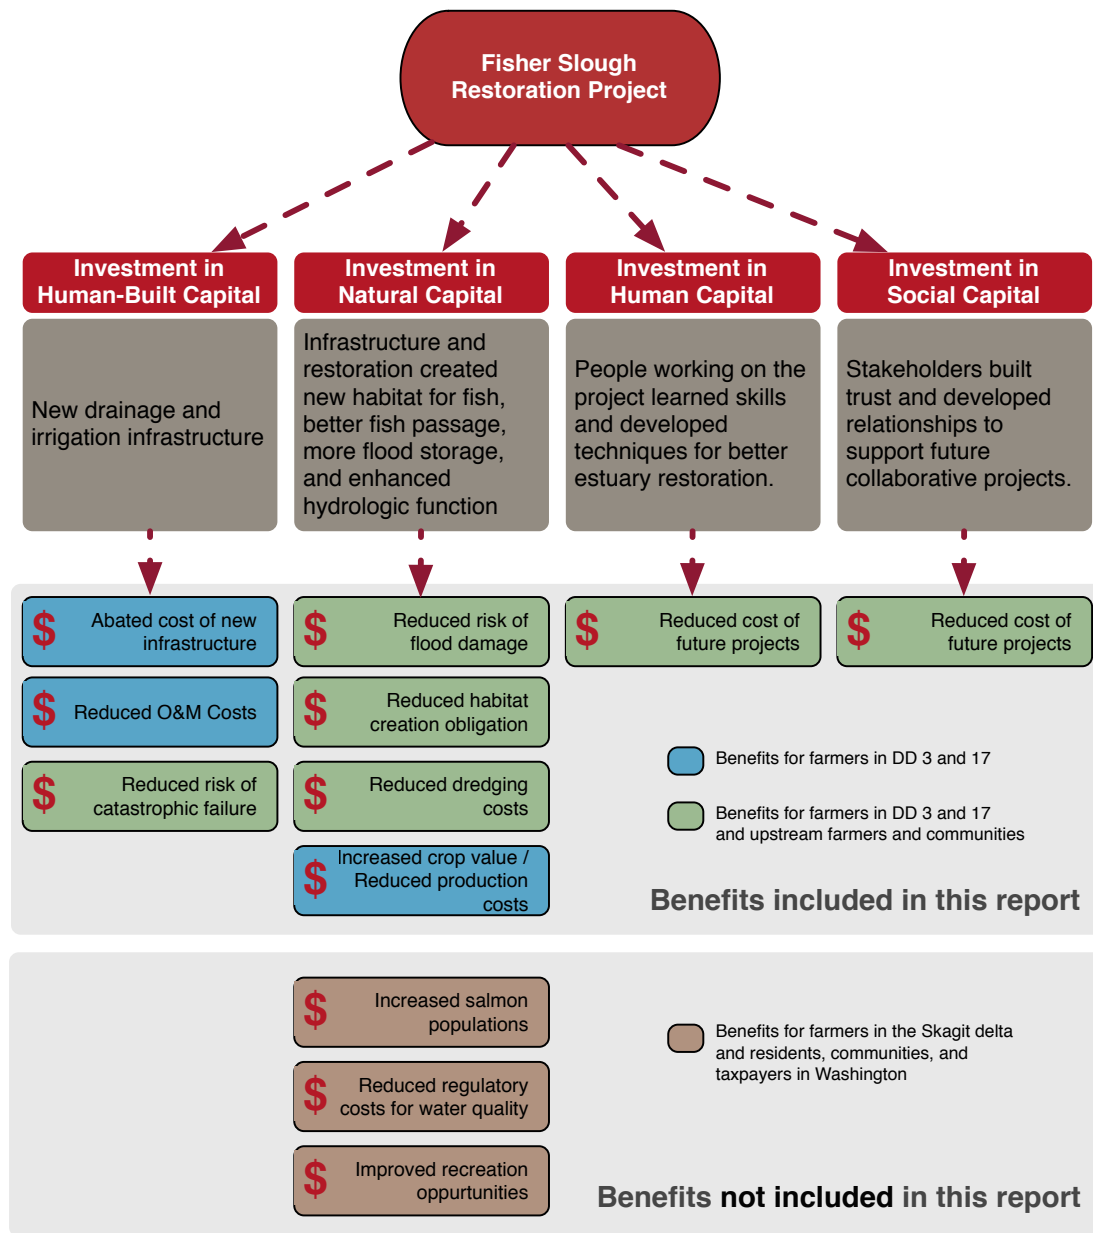 Fisher Slough
Restoration Project
Investment in
Human-Built Capital
Investment in
Natural Capital
Investment in
Human Capital
Investment in
Social Capital
New drainage and
irrigation infrastructure
Infrastructure and
restoration created
new habitat for fish,
better fish passage,
more flood storage,
and enhanced
hydrologic function
People working on the
project learned skills
and developed
techniques for better
estuary restoration.
Stakeholders built
trust and developed
relationships to
support future
collaborative projects.
$ Abated cost of new
infrastructure
$ Reduced O&M Costs
$ Reduced risk of
catastrophic failure
$ Reduced risk of
flood damage
$ Reduced habitat
creation obligation
$ Reduced dredging
costs
$ Increased crop value /
Reduced production
costs
$ Reduced cost of
future projects
$ Reduced cost of
future projects
Benefits for farmers in DD 3 and 17
Benefits for farmers in DD 3 and 17
and upstream farmers and communities
Benefits included in this report
$ Increased salmon
populations
$ Reduced regulatory
costs for water quality
$ Improved recreation
oppurtunities
Benefits for farmers in the Skagit delta
and residents, communities, and
taxpayers in Washington
Benefits not included in this report